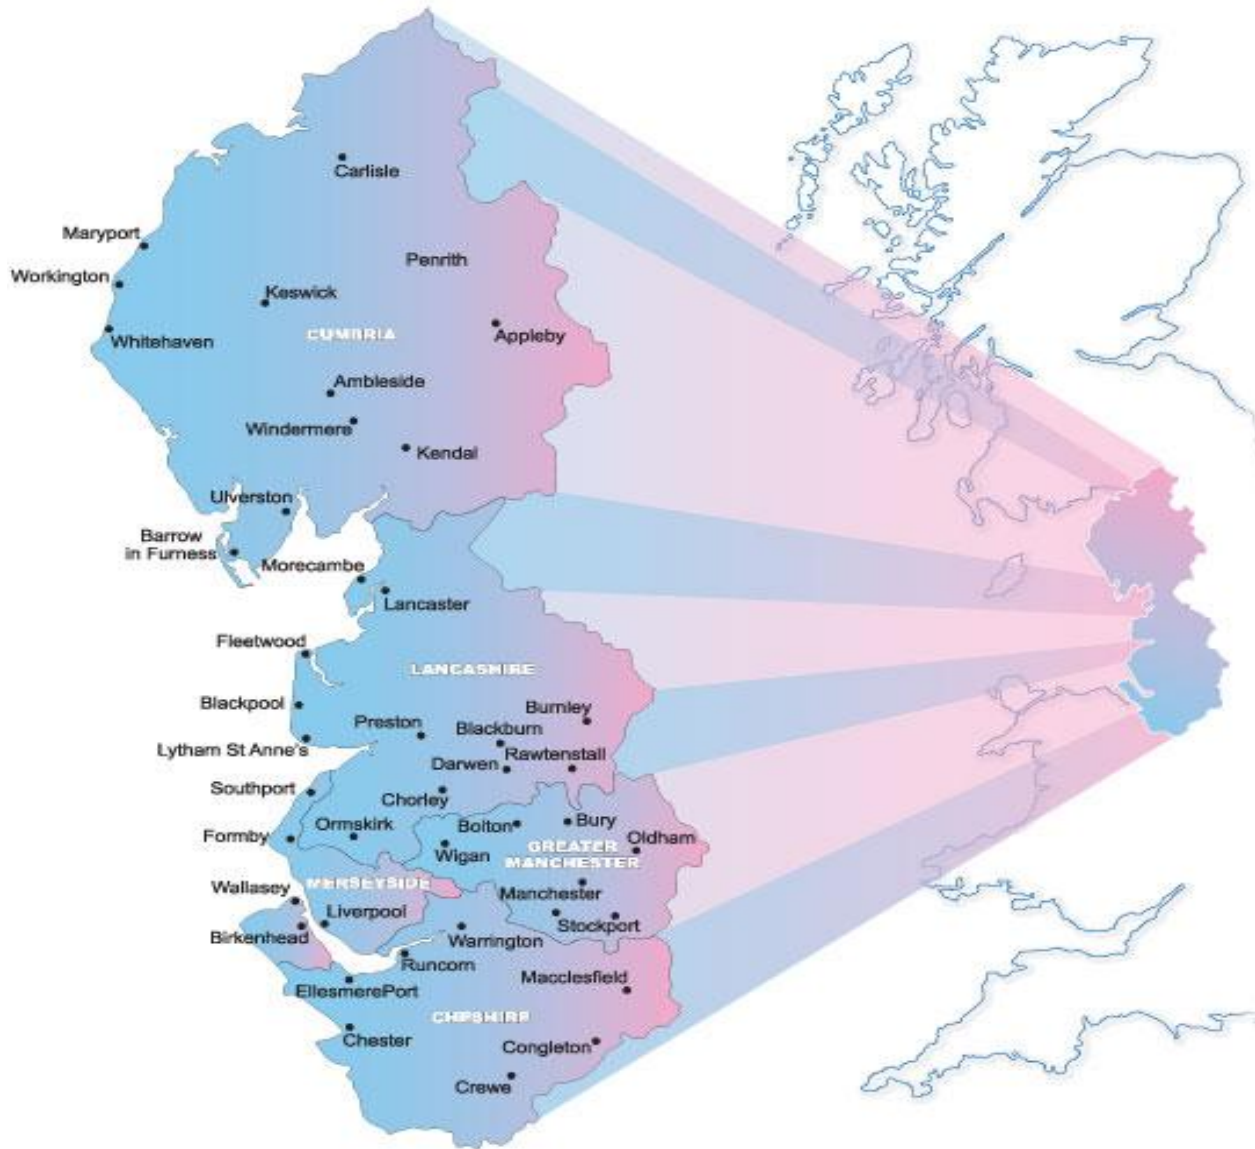 Carlisle
Maryport
Penrith
Workington
Keswick
Whitehaven
CUMBRIA
Appleby
Ambleside
Windermere
Kendal
Ulverston
Barrow
in Furness
Morecambe
Lancaster
Fleetwood
LANCASHIRE
Blackpool
Burnley
Preston
Blackburn
Lytham St Anne's
Rawtenstall
Darwen
Southport
Chorley
Ormskirk
Bolton
Bury
Formby
Oldham
Wigan
GREATER
MANCHESTER
MERSEYSIDE
Wallasey
Manchester
Liverpool
Stockport
Birkenhead
Warrington
Runcorn
Macclesfield
EllesmerePort
CHESHIRE
Chester
Congleton
Crewe